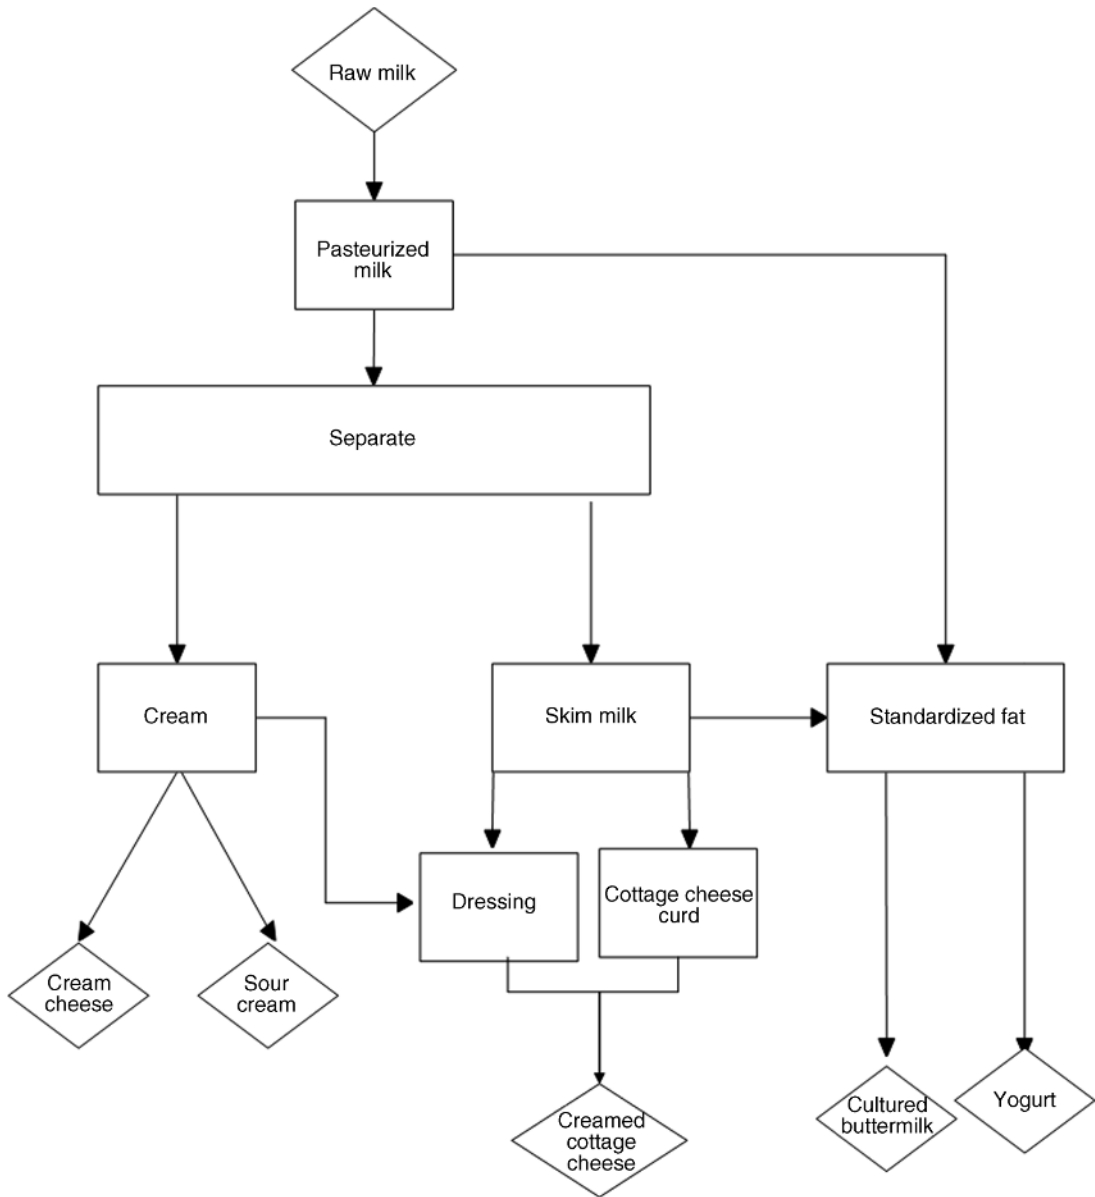 Raw milk
Pasteurized
milk
Separate
Cream
Skim milk
Standardized fat
Dressing
Cottage cheese
curd
Cream
cheese
Sour
cream
Creamed
cottage
cheese
Cultured
buttermilk
Yogurt